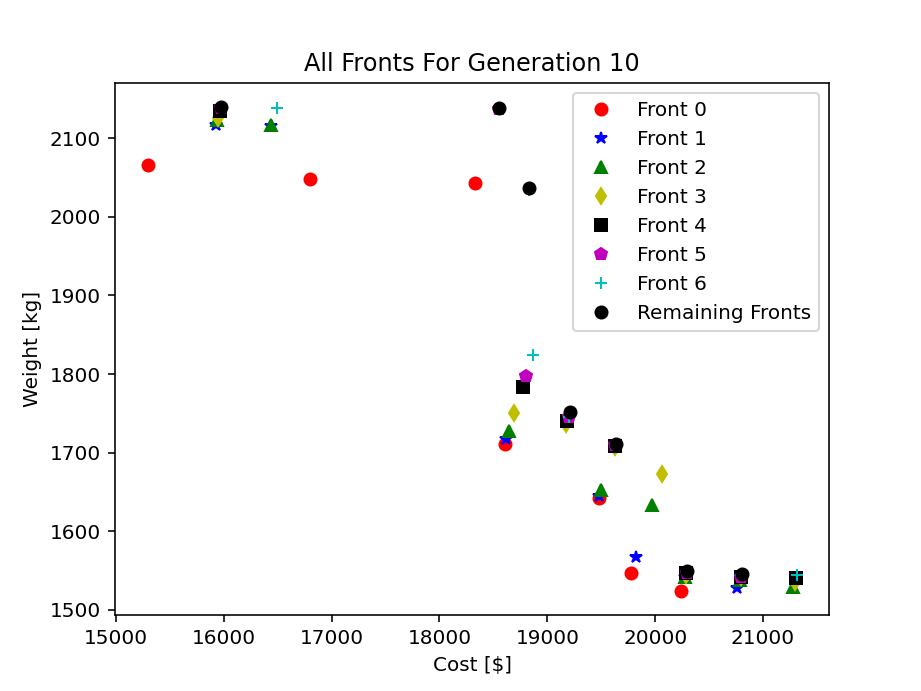 All Fronts For Generation 10
Front 0
Front 1
Front 2
Front 3
Front 4
Front 5
Front 6
Remaining Fronts
Weight [kg]
2100
2000
1900
1800
1700
1600
1500
15000 16000 17000 18000 19000 20000 21000
Cost [$]